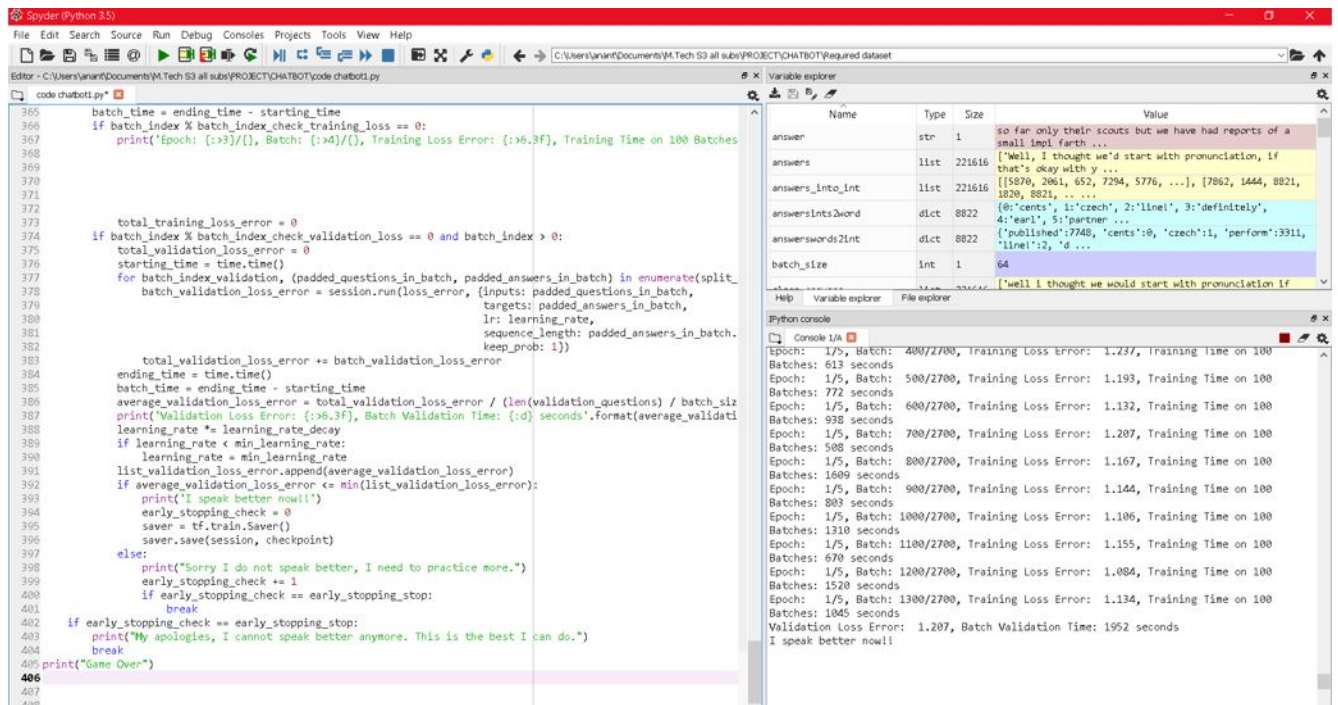 Spyder (Python 3.5)
File Edit Search Source Run Debug Consoles Projects Tools View Help
C:\Users\anant\Documents\M.Tech S3 all subs\PROJECT\CHATBOT\Required dataset
Editor - C:\Users\anant\Documents\M.Tech S3 all subs\PROJECT\CHATBOT\code chatbot1.py
code chatbot1.py*
365 batch_time = ending_time - starting_time
366 if batch_index % batch_index_check_training_loss == 0:
367 print('Epoch: {:>3}/{}, Batch: {:>4}/{}, Training Loss Error: {:>6.3f}, Training Time on 100 Batches
368
369
370
371
372
373 total_training_loss_error = 0
374 if batch_index % batch_index_check_validation_loss == 0 and batch_index > 0:
375 total_validation_loss_error = 0
376 starting_time = time.time()
377 for batch_index_validation, (padded_questions_in_batch, padded_answers_in_batch) in enumerate(split_
378 batch_validation_loss_error = session.run(loss_error, {inputs: padded_questions_in_batch,
379 targets: padded_answers_in_batch,
380 lr: learning_rate,
381 sequence_length: padded_answers_in_batch.
382 keep_prob: 1})
383 total_validation_loss_error += batch_validation_loss_error
384 ending_time = time.time()
385 batch_time = ending_time - starting_time
386 average_validation_loss_error = total_validation_loss_error / (len(validation_questions) / batch_siz
387 print('Validation Loss Error: {:>6.3f}, Batch Validation Time: {:d} seconds'.format(average_validati
388 learning_rate *= learning_rate_decay
389 if learning_rate < min_learning_rate:
390 learning_rate = min_learning_rate
391 list_validation_loss_error.append(average_validation_loss_error)
392 if average_validation_loss_error <= min(list_validation_loss_error):
393 print('I speak better now!!')
394 early_stopping_check = 0
395 saver = tf.train.Saver()
396 saver.save(session, checkpoint)
397 else:
398 print("Sorry I do not speak better, I need to practice more.")
399 early_stopping_check += 1
400 if early_stopping_check == early_stopping_stop:
401 break
402 if early_stopping_check == early_stopping_stop:
403 print("My apologies, I cannot speak better anymore. This is the best I can do.")
404 break
405 print("Game Over")
406
407
Variable explorer
Name Type Size Value
answer str 1 so far only their scouts but we have had reports of a
small impl farth ...
answers list 221616 ['Well, I thought we'd start with pronunciation, if
that's okay with y ...
answers_into_int list 221616 [[5870, 2061, 652, 7294, 5776, ...], [7862, 1444, 8821,
1820, 8821, .. ...
answersints2word dict 8822 {0:'cents', 1:'czech', 2:'line!', 3:'definitely',
4:'earl', 5:'partner ...
answerswords2int dict 8822 {'published':7748, 'cents':0, 'czech':1, 'perform':3311,
'line!':2, 'd ...
batch_size int 1 64
['well i thought we would start with pronunciation if
Help Variable explorer File explorer
IPython console
Console 1/A
Epoch: 1/5, Batch: 400/2700, Training Loss Error: 1.237, Training Time on 100
Batches: 613 seconds
Epoch: 1/5, Batch: 500/2700, Training Loss Error: 1.193, Training Time on 100
Batches: 772 seconds
Epoch: 1/5, Batch: 600/2700, Training Loss Error: 1.132, Training Time on 100
Batches: 938 seconds
Epoch: 1/5, Batch: 700/2700, Training Loss Error: 1.207, Training Time on 100
Batches: 508 seconds
Epoch: 1/5, Batch: 800/2700, Training Loss Error: 1.167, Training Time on 100
Batches: 1609 seconds
Epoch: 1/5, Batch: 900/2700, Training Loss Error: 1.144, Training Time on 100
Batches: 803 seconds
Epoch: 1/5, Batch: 1000/2700, Training Loss Error: 1.106, Training Time on 100
Batches: 1310 seconds
Epoch: 1/5, Batch: 1100/2700, Training Loss Error: 1.155, Training Time on 100
Batches: 670 seconds
Epoch: 1/5, Batch: 1200/2700, Training Loss Error: 1.084, Training Time on 100
Batches: 1520 seconds
Epoch: 1/5, Batch: 1300/2700, Training Loss Error: 1.134, Training Time on 100
Batches: 1045 seconds
Validation Loss Error: 1.207, Batch Validation Time: 1952 seconds
I speak better now!!